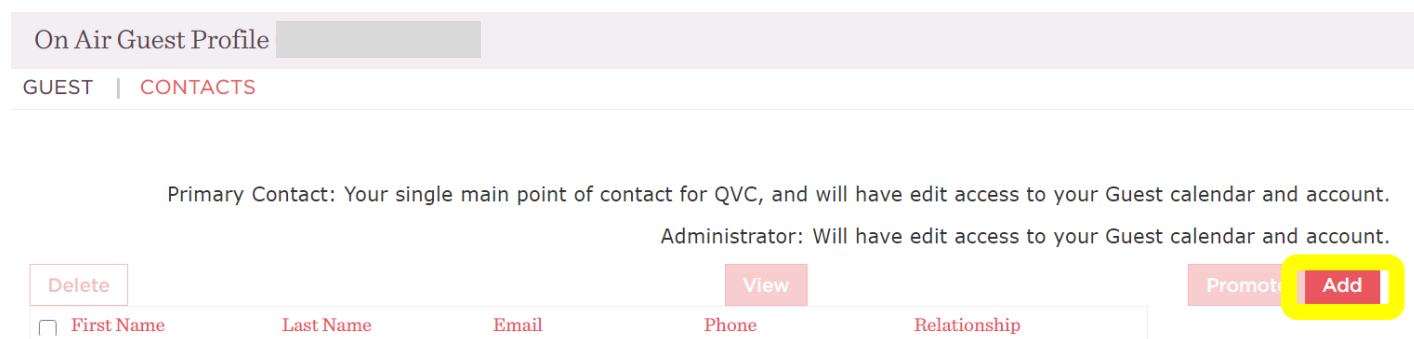 On Air Guest Profile
GUEST | CONTACTS
Primary Contact: Your single main point of contact for QVC, and will have edit access to your Guest calendar and account.
Administrator: Will have edit access to your Guest calendar and account.
Delete View Promote Add
First Name Last Name Email Phone Relationship